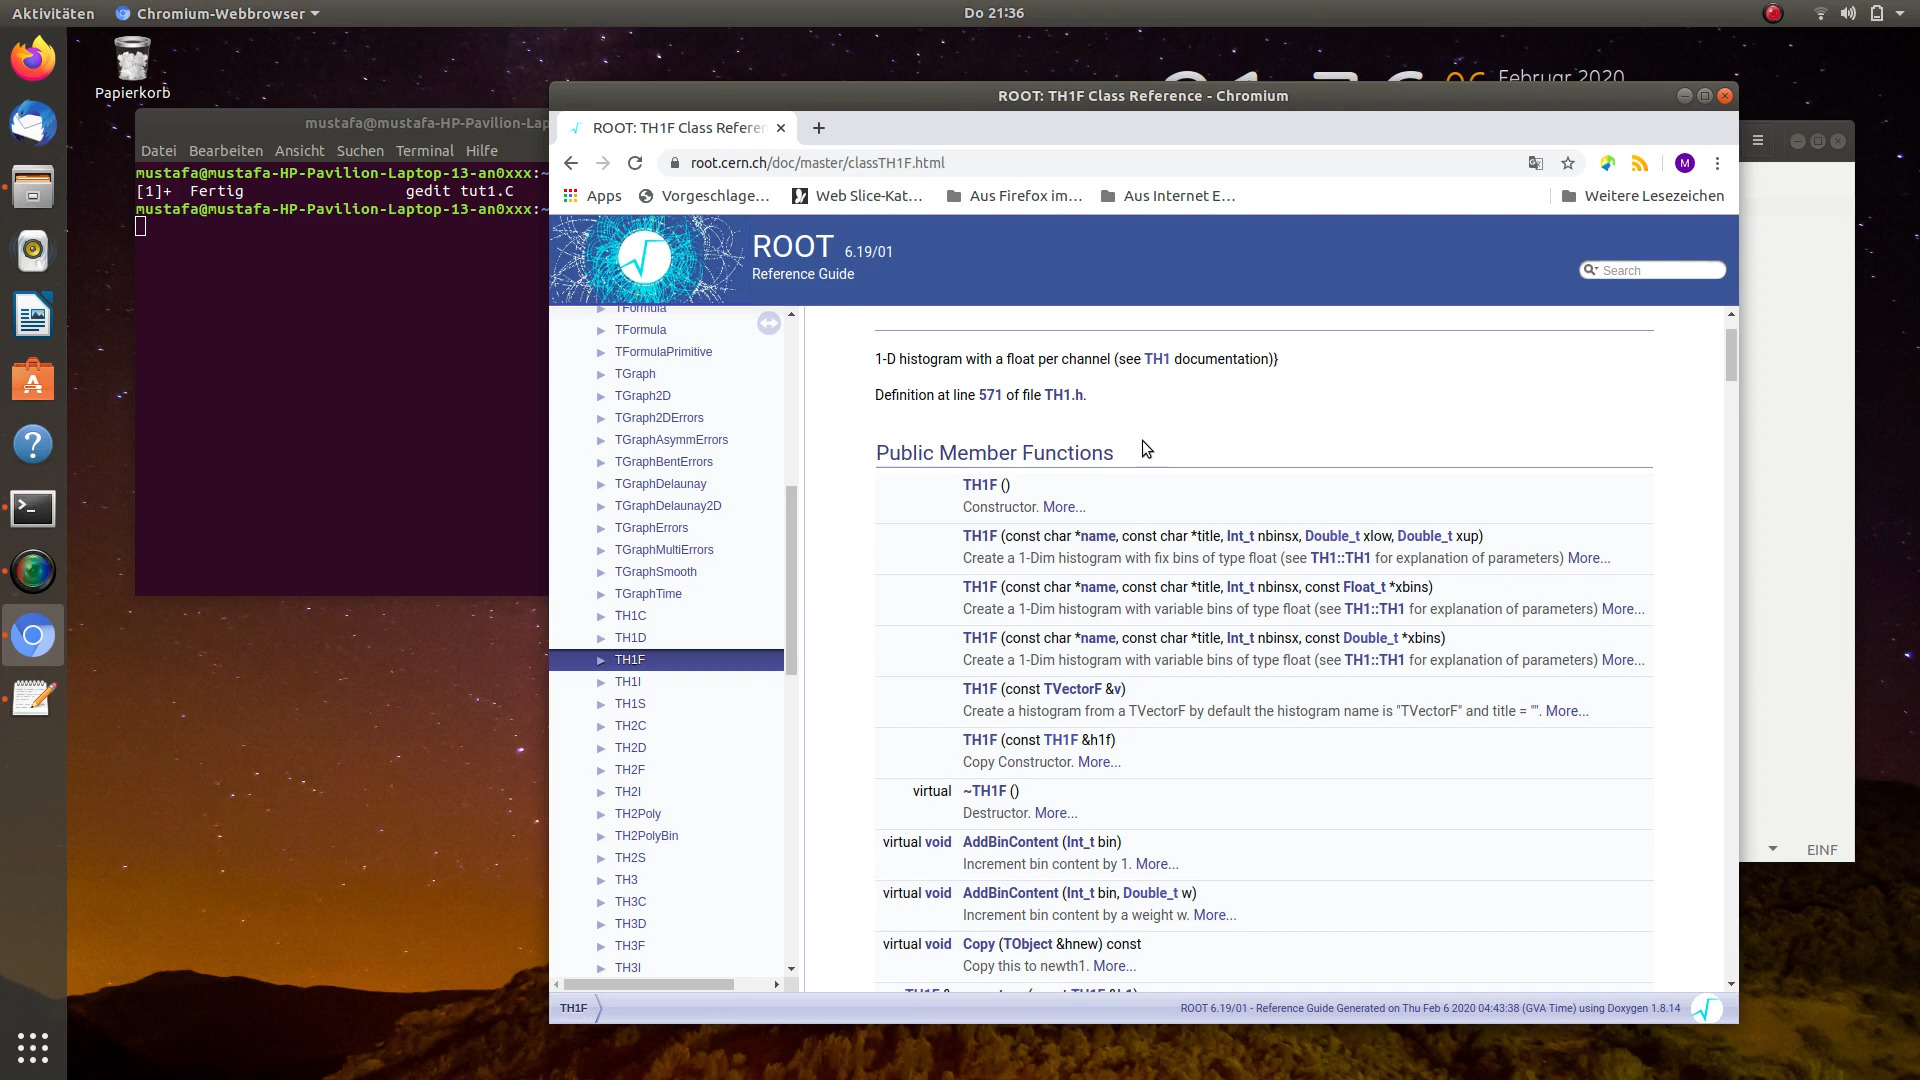 Aktivitäten
Chromium-Webbrowser
Do 21:36
Februar 2020
Papierkorb
mustafa@mustafa-HP-Pavilion-Lap
Datei Bearbeiten Ansicht Suchen Terminal Hilfe
mustafa@mustafa-HP-Pavilion-Laptop-13-an0xxx:~
[1]+ Fertig gedit tut1.C
mustafa@mustafa-HP-Pavilion-Laptop-13-an0xxx:~
ROOT: TH1F Class Reference - Chromium
ROOT: TH1F Class Referen
root.cern.ch/doc/master/classTH1F.html
M
Apps
Vorgeschlage...
Web Slice-Kat...
Aus Firefox im...
Aus Internet E...
Weitere Lesezeichen
ROOT 6.19/01
Reference Guide
Search
TFormula
TFormula
TFormulaPrimitive
TGraph
TGraph2D
TGraph2DErrors
TGraphAsymmErrors
TGraphBentErrors
TGraphDelaunay
TGraphDelaunay2D
TGraphErrors
TGraphMultiErrors
TGraphSmooth
TGraphTime
TH1C
TH1D
TH1F
TH1I
TH1S
TH2C
TH2D
TH2F
TH2I
TH2Poly
TH2PolyBin
TH2S
TH3
TH3C
TH3D
TH3F
TH3I
1-D histogram with a float per channel (see TH1 documentation)}
Definition at line 571 of file TH1.h.
Public Member Functions
TH1F ()
Constructor. More...
TH1F (const char *name, const char *title, Int_t nbinsx, Double_t xlow, Double_t xup)
Create a 1-Dim histogram with fix bins of type float (see TH1::TH1 for explanation of parameters) More...
TH1F (const char *name, const char *title, Int_t nbinsx, const Float_t *xbins)
Create a 1-Dim histogram with variable bins of type float (see TH1::TH1 for explanation of parameters) More...
TH1F (const char *name, const char *title, Int_t nbinsx, const Double_t *xbins)
Create a 1-Dim histogram with variable bins of type float (see TH1::TH1 for explanation of parameters) More...
TH1F (const TVectorF &v)
Create a histogram from a TVectorF by default the histogram name is "TVectorF" and title = "". More...
TH1F (const TH1F &h1f)
Copy Constructor. More...
virtual ~TH1F ()
Destructor. More...
virtual void AddBinContent (Int_t bin)
Increment bin content by 1. More...
virtual void AddBinContent (Int_t bin, Double_t w)
Increment bin content by a weight w. More...
virtual void Copy (TObject &hnew) const
Copy this to newth1. More...
TH1F
ROOT 6.19/01 - Reference Guide Generated on Thu Feb 6 2020 04:43:38 (GVA Time) using Doxygen 1.8.14
EINF